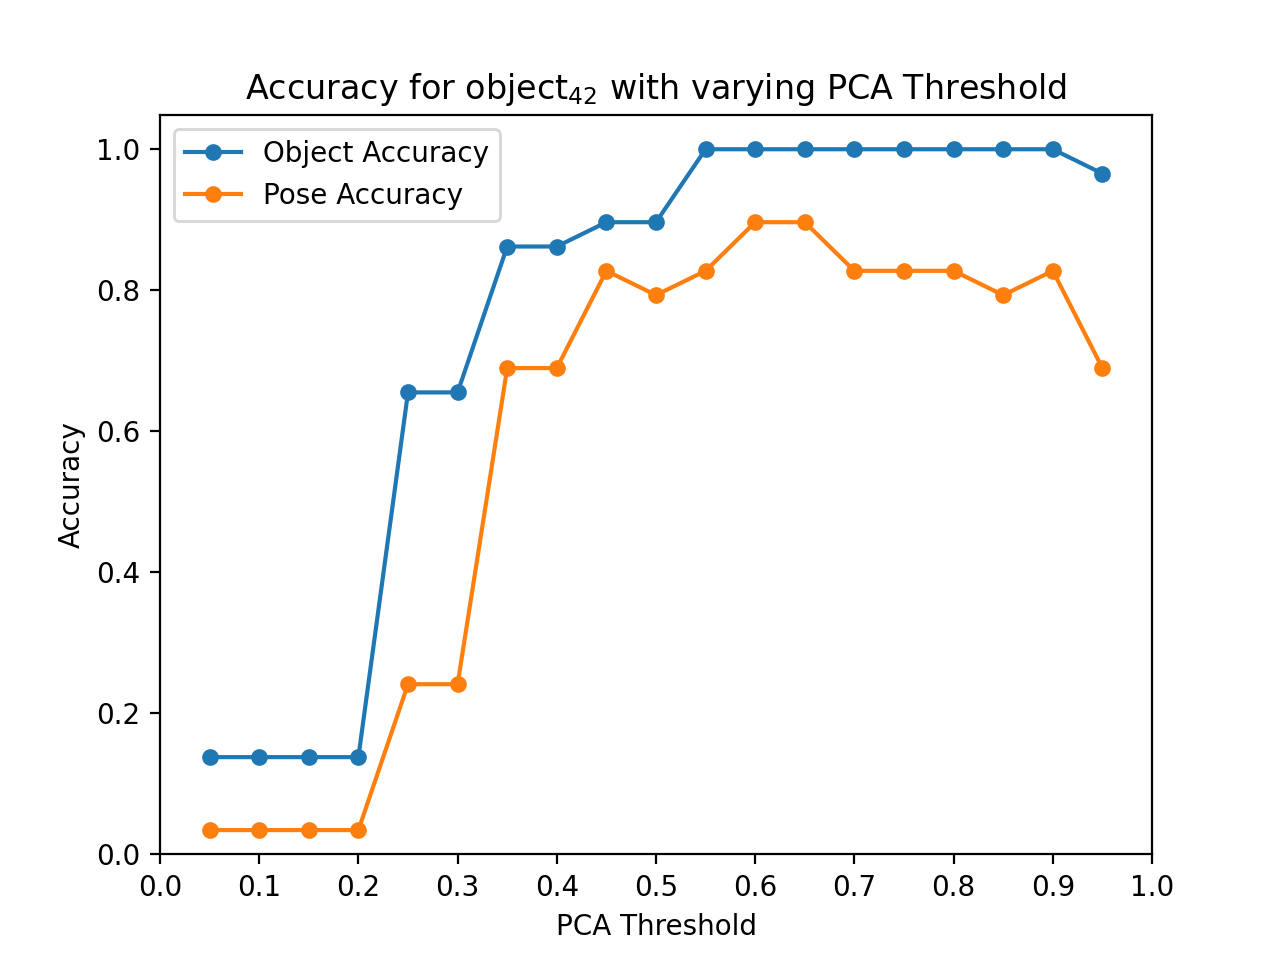 Accuracy for object₄₂ with varying PCA Threshold
Object Accuracy
Pose Accuracy
1.0
0.8
0.6
0.4
0.2
0.0
Accuracy
0.0 0.1 0.2 0.3 0.4 0.5 0.6 0.7 0.8 0.9 1.0
PCA Threshold